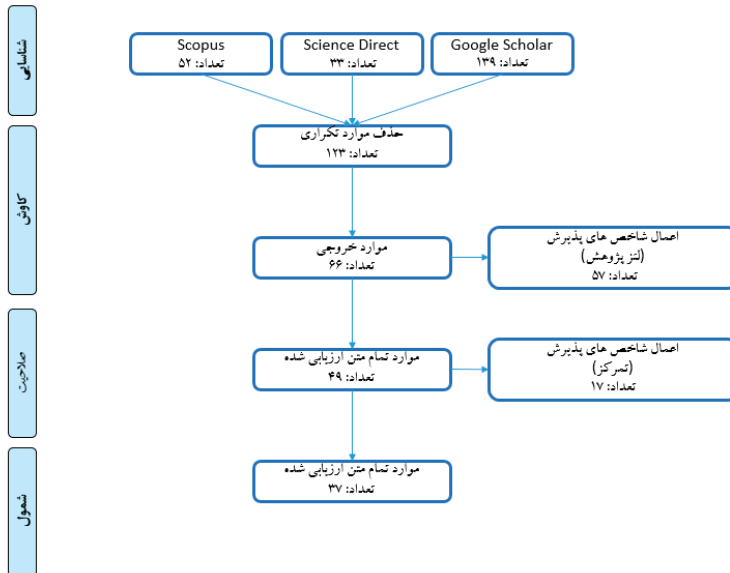 شناسایی
Scopus
تعداد: ۵۲
Science Direct
تعداد: ۳۳
Google Scholar
تعداد: ۱۳۹
کاوش
حذف موارد تکراری
تعداد: ۱۲۳
موارد خروجی
تعداد: ۶۶
اعمال شاخص های پذیرش
(لنز پژوهش)
تعداد: ۵۷
صلاحیت
موارد تمام متن ارزیابی شده
تعداد: ۴۹
اعمال شاخص های پذیرش
(تمرکز)
تعداد: ۱۷
شمول
موارد تمام متن ارزیابی شده
تعداد: ۳۷